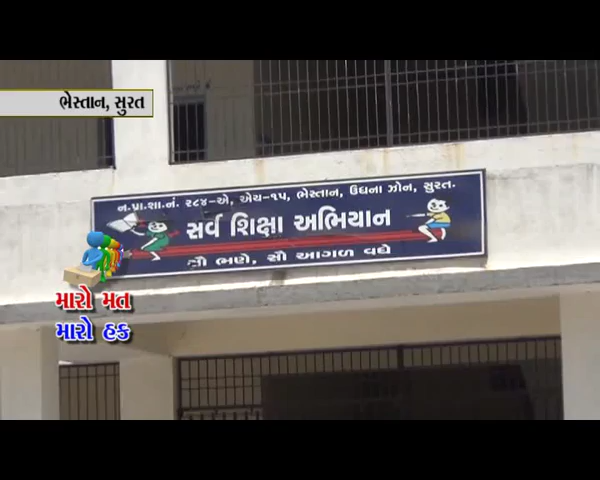 ભેસ્તાન, સુરત
ન.પ્રા.શા.નં. ૨૮૪-એ, એચ-૧૫, ભેસ્તાન, ઉધના ઝોન, સુરત.
સર્વ શિક્ષા અભિયાન
સૌ ભણે, સૌ આગળ વધે
મારો મત
મારો હક